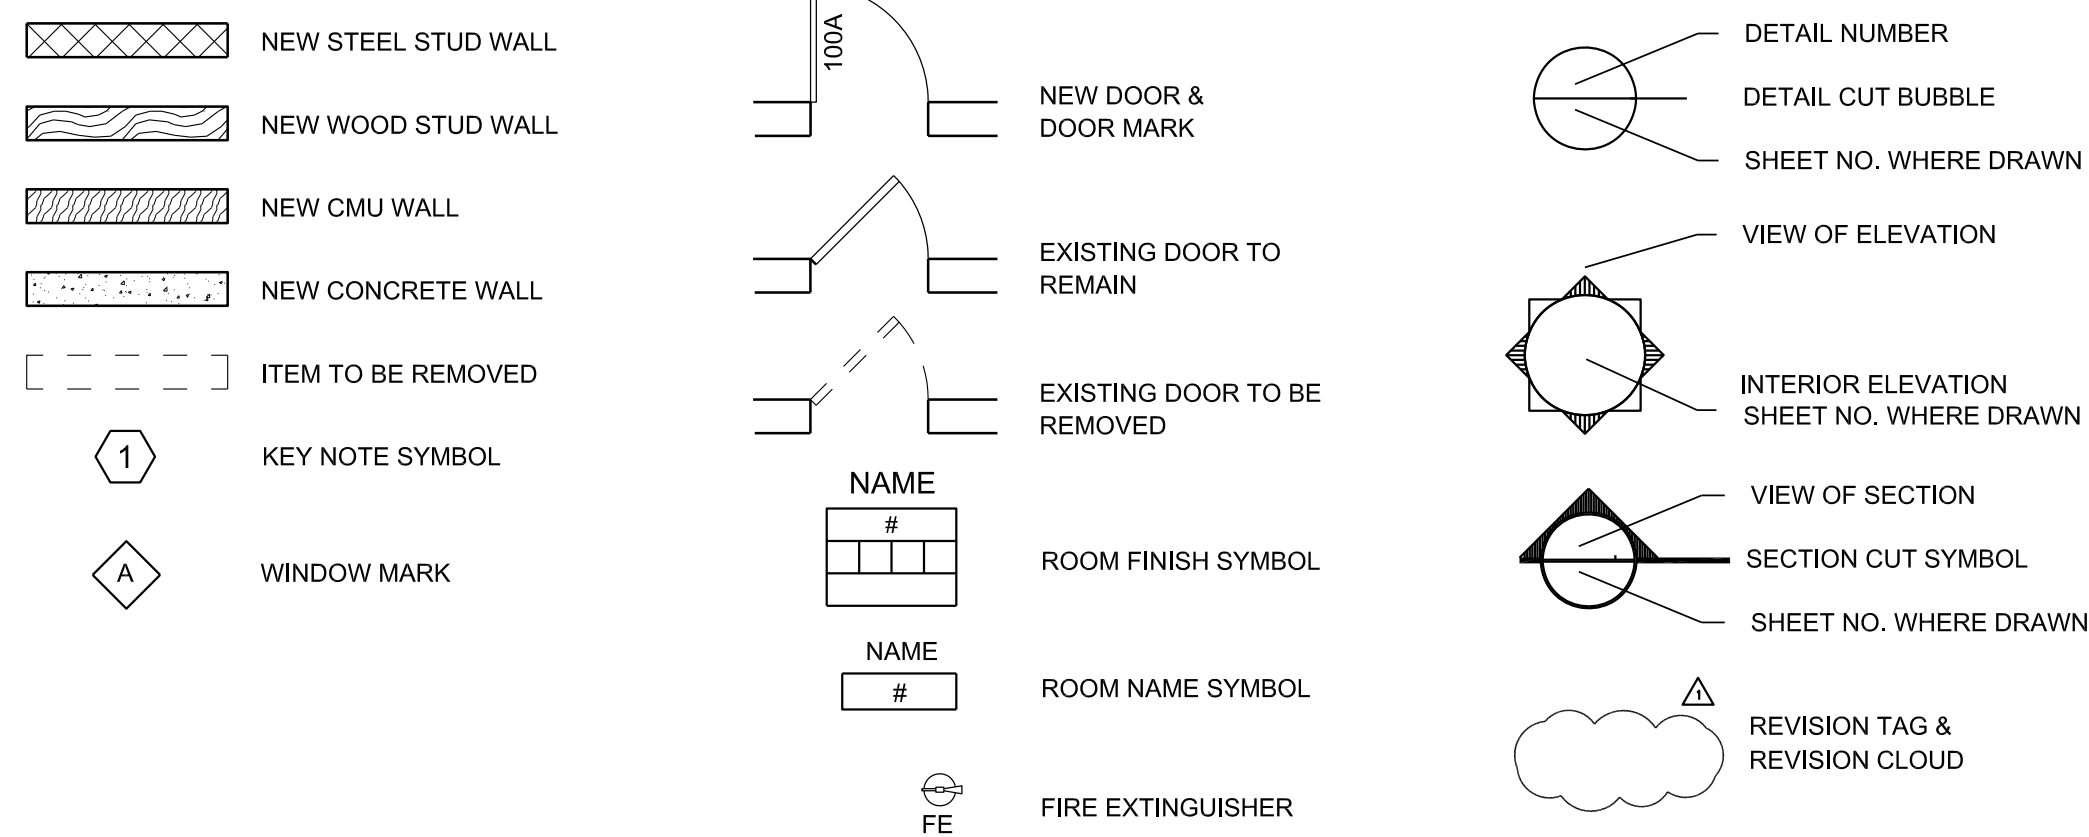 NEW STEEL STUD WALL
NEW WOOD STUD WALL
NEW CMU WALL
NEW CONCRETE WALL
ITEM TO BE REMOVED
1
KEY NOTE SYMBOL
A
WINDOW MARK
100A
NEW DOOR &
DOOR MARK
EXISTING DOOR TO
REMAIN
EXISTING DOOR TO BE
REMOVED
NAME
#
ROOM FINISH SYMBOL
NAME
#
ROOM NAME SYMBOL
FE
FIRE EXTINGUISHER
DETAIL NUMBER
DETAIL CUT BUBBLE
SHEET NO. WHERE DRAWN
VIEW OF ELEVATION
INTERIOR ELEVATION
SHEET NO. WHERE DRAWN
VIEW OF SECTION
SECTION CUT SYMBOL
SHEET NO. WHERE DRAWN
1
REVISION TAG &
REVISION CLOUD